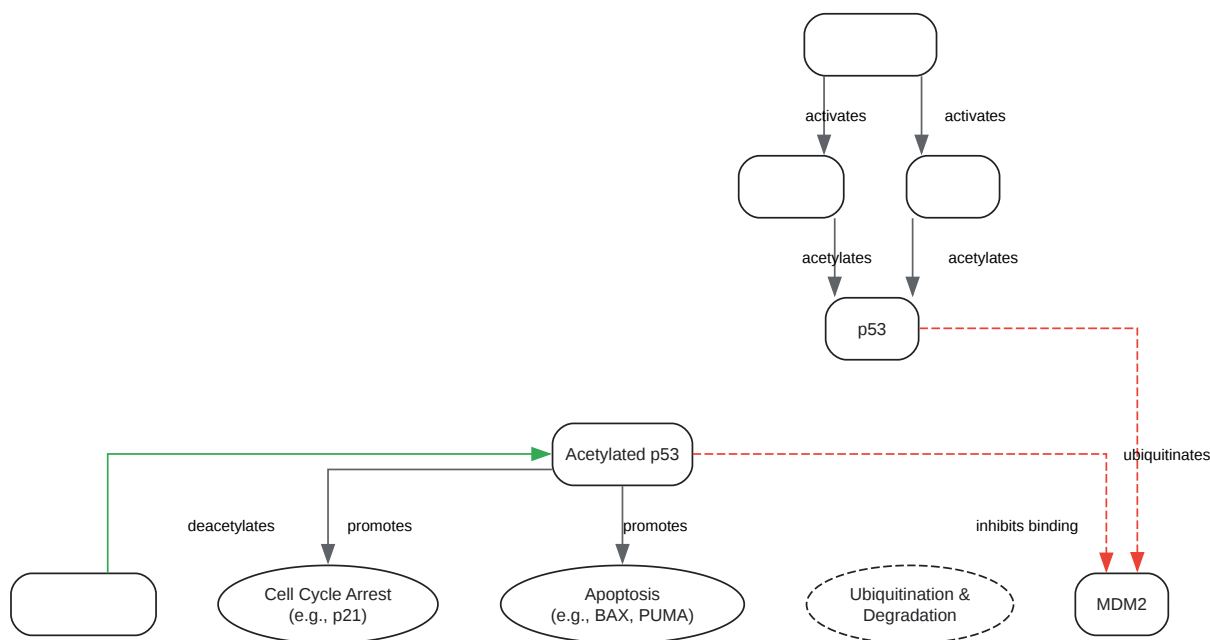 activates
activates
acetylates
acetylates
p53
Acetylated p53
ubiquitinates
deacetylates
promotes
promotes
inhibits binding
Cell Cycle Arrest
(e.g., p21)
Apoptosis
(e.g., BAX, PUMA)
Ubiquitination &
Degradation
MDM2